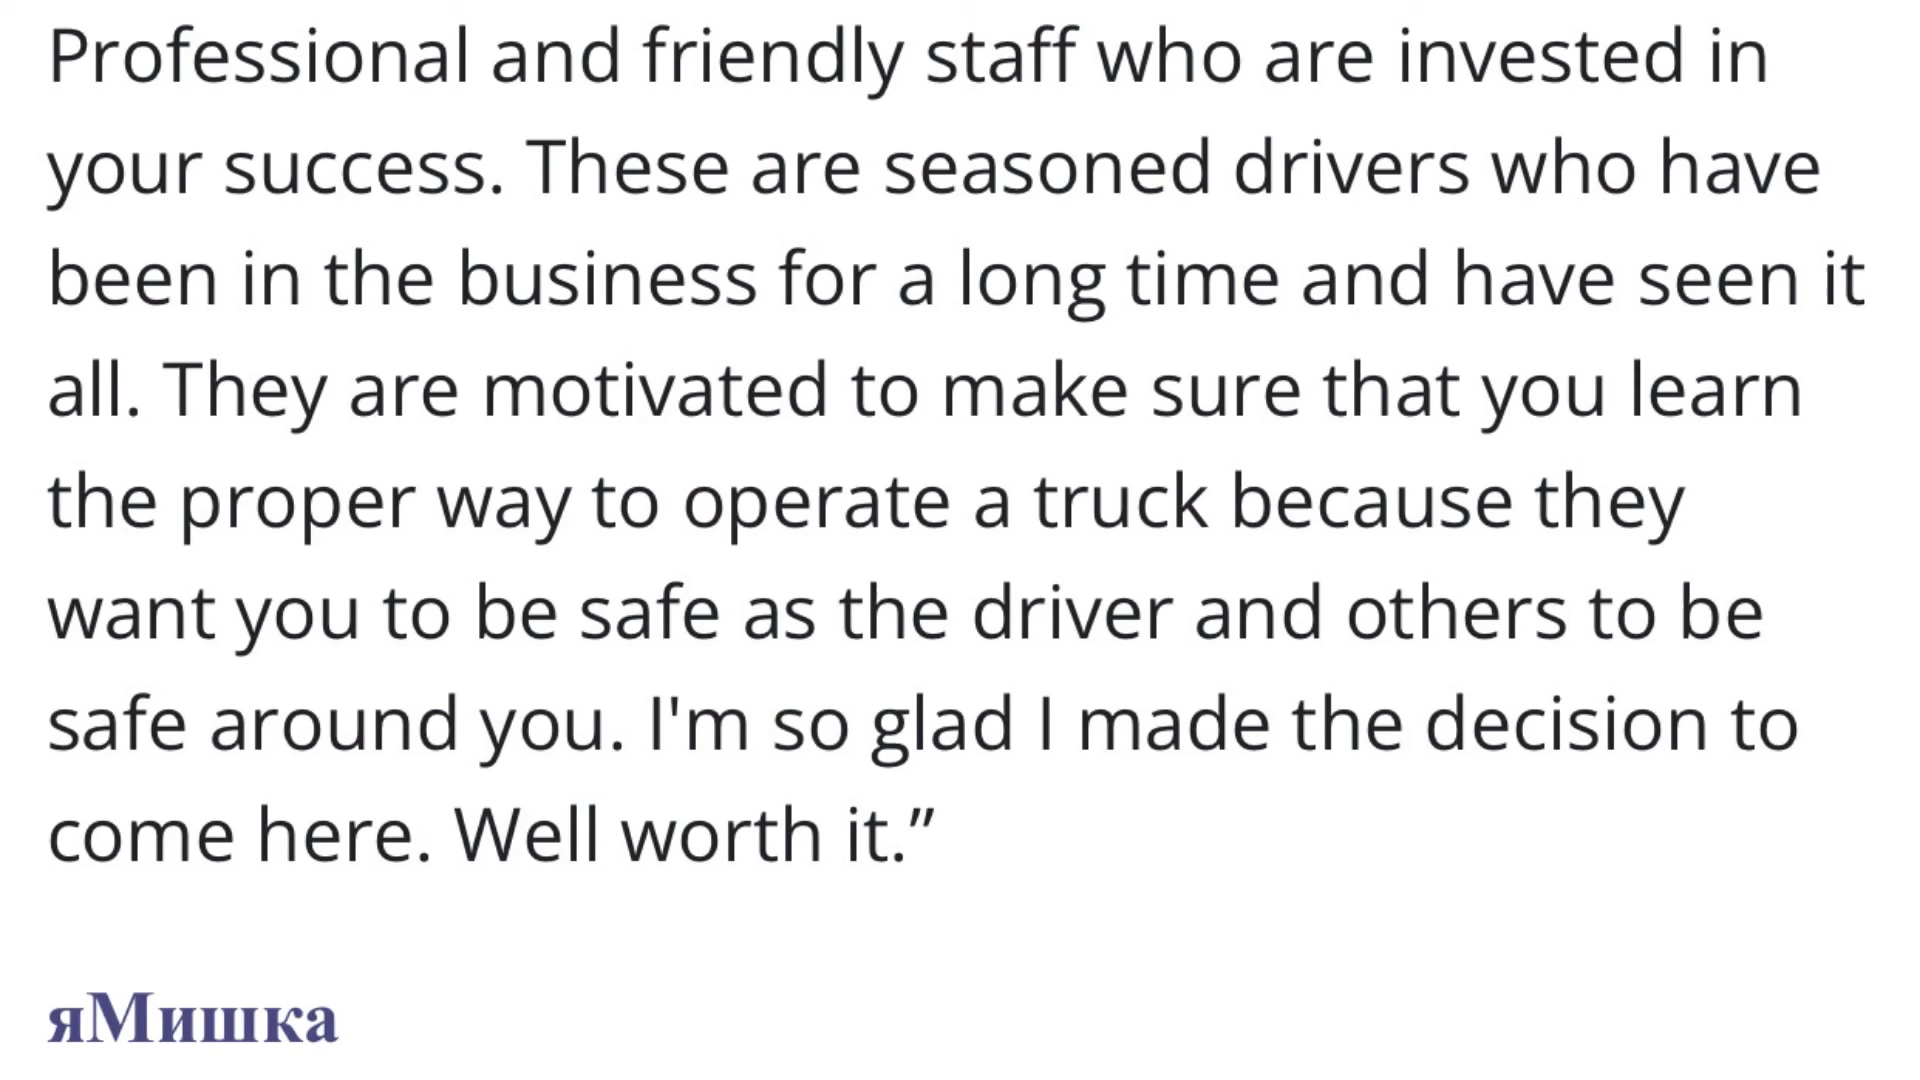 Professional and friendly staff who are invested in
your success. These are seasoned drivers who have
been in the business for a long time and have seen it
all. They are motivated to make sure that you learn
the proper way to operate a truck because they
want you to be safe as the driver and others to be
safe around you. I'm so glad I made the decision to
come here. Well worth it.”
яМишка